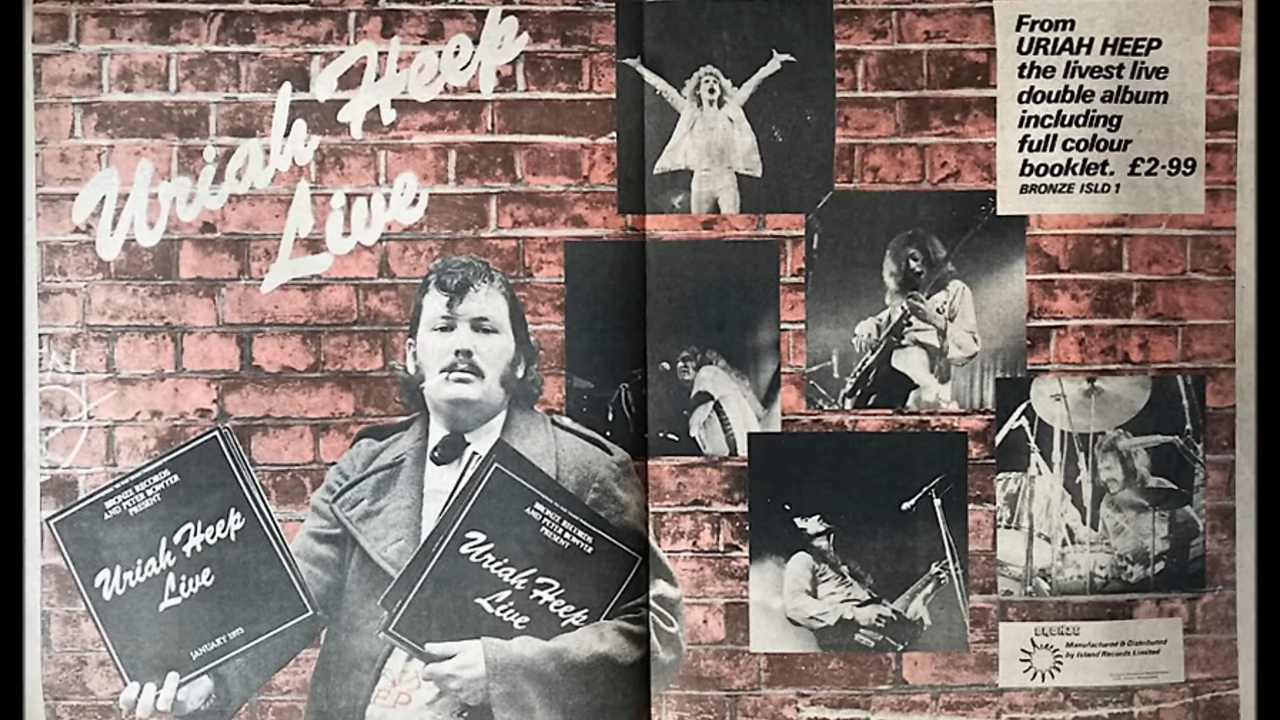 Uriah Heep
Live
From
URIAH HEEP
the livest live
double album
including
full colour
booklet. £2·99
BRONZE ISLD 1
BRONZE RECORDS
AND PETER BOWYER
PRESENT
Uriah Heep
Live
JANUARY 1973
BRONZE RECORDS
AND PETER BOWYER
PRESENT
Uriah Heep
Live
BRONZE
Manufactured & Distributed
by Island Records Limited